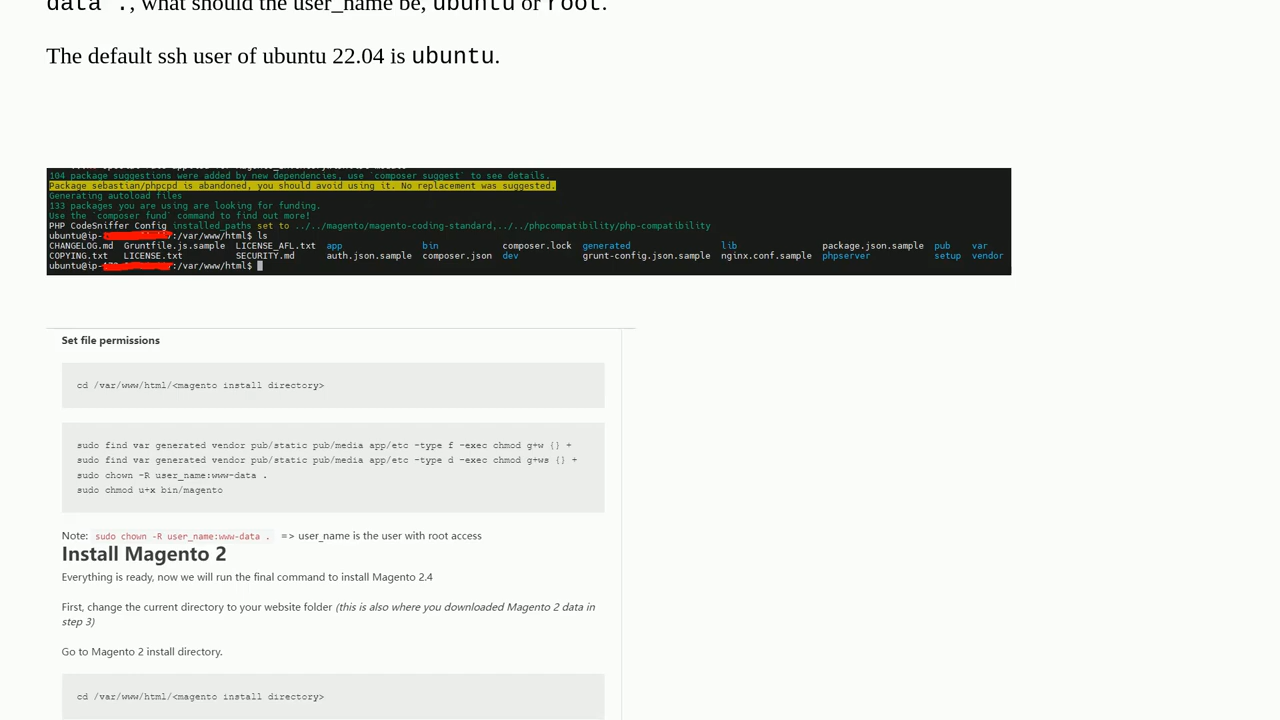 data ., what should the user_name be, ubuntu or root.
The default ssh user of ubuntu 22.04 is ubuntu.
104 package suggestions were added by new dependencies, use `composer suggest` to see details.
Package sebastian/phpcpd is abandoned, you should avoid using it. No replacement was suggested.
Generating autoload files
133 packages you are using are looking for funding.
Use the `composer fund` command to find out more!
PHP CodeSniffer Config installed_paths set to ../../magento/magento-coding-standard,../../phpcompatibility/php-compatibility
ubuntu@ip- :/var/www/html$ ls
CHANGELOG.md Gruntfile.js.sample LICENSE_AFL.txt app bin composer.lock generated lib package.json.sample pub var
COPYING.txt LICENSE.txt SECURITY.md auth.json.sample composer.json dev grunt-config.json.sample nginx.conf.sample phpserver setup vendor
ubuntu@ip- :/var/www/html$
Set file permissions
cd /var/www/html/<magento install directory>
sudo find var generated vendor pub/static pub/media app/etc -type f -exec chmod g+w {} +
sudo find var generated vendor pub/static pub/media app/etc -type d -exec chmod g+ws {} +
sudo chown -R user_name:www-data .
sudo chmod u+x bin/magento
Note: sudo chown -R user_name:www-data . => user_name is the user with root access
Install Magento 2
Everything is ready, now we will run the final command to install Magento 2.4
First, change the current directory to your website folder (this is also where you downloaded Magento 2 data in
step 3)
Go to Magento 2 install directory.
cd /var/www/html/<magento install directory>